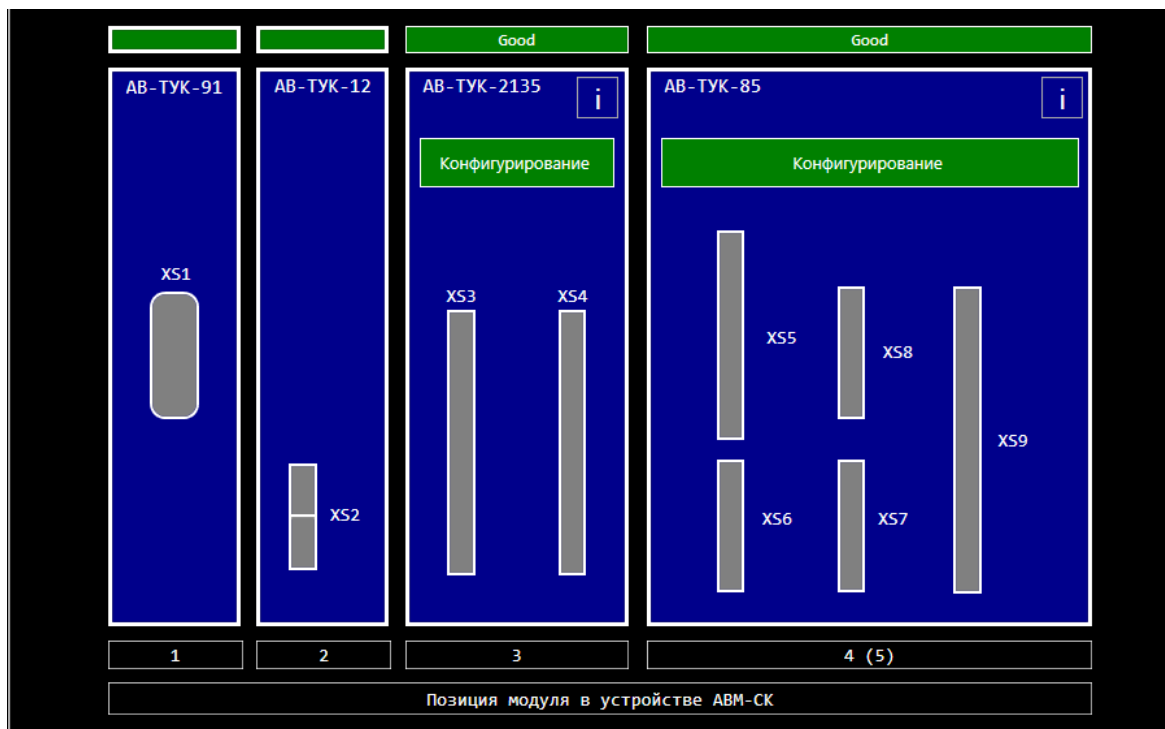 Good
Good
АВ-ТУК-91
АВ-ТУК-12
АВ-ТУК-2135
i
АВ-ТУК-85
i
Конфигурирование
Конфигурирование
XS1
XS2
XS3
XS4
XS5
XS8
XS9
XS6
XS7
1
2
3
4 (5)
Позиция модуля в устройстве АВМ-СК